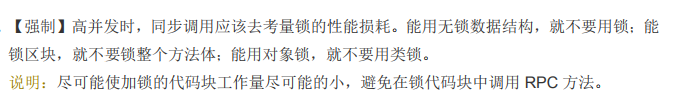 【强制】高并发时，同步调用应该去考量锁的性能损耗。能用无锁数据结构，就不要用锁；能
锁区块，就不要锁整个方法体；能用对象锁，就不要用类锁。
说明：尽可能使加锁的代码块工作量尽可能的小，避免在锁代码块中调用 RPC 方法。